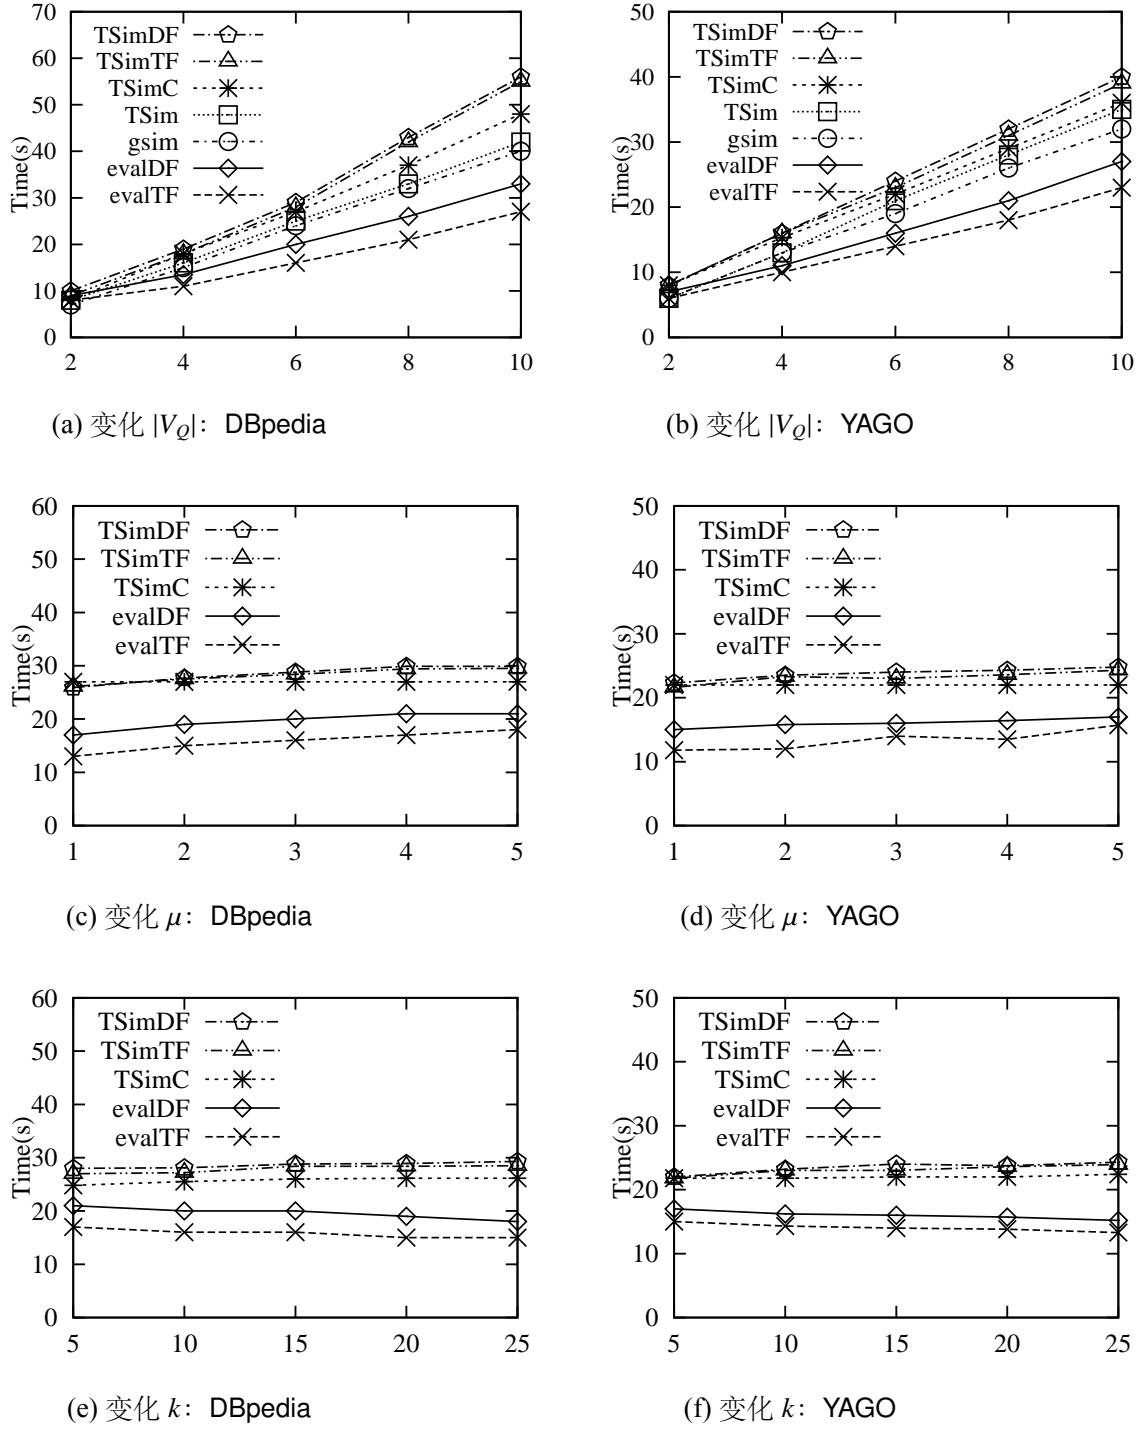 70
60
50
40
30
20
10
0
Time(s)
TSimDF
TSimTF
TSimC
TSim
gsim
evalDF
evalTF
2 4 6 8 10
(a) 变化 |V_Q|: DBpedia
50
40
30
20
10
0
Time(s)
TSimDF
TSimTF
TSimC
TSim
gsim
evalDF
evalTF
2 4 6 8 10
(b) 变化 |V_Q|: YAGO
60
50
40
30
20
10
0
Time(s)
TSimDF
TSimTF
TSimC
evalDF
evalTF
1 2 3 4 5
(c) 变化 μ: DBpedia
50
40
30
20
10
0
Time(s)
TSimDF
TSimTF
TSimC
evalDF
evalTF
1 2 3 4 5
(d) 变化 μ: YAGO
60
50
40
30
20
10
0
Time(s)
TSimDF
TSimTF
TSimC
evalDF
evalTF
5 10 15 20 25
(e) 变化 k: DBpedia
50
40
30
20
10
0
Time(s)
TSimDF
TSimTF
TSimC
evalDF
evalTF
5 10 15 20 25
(f) 变化 k: YAGO